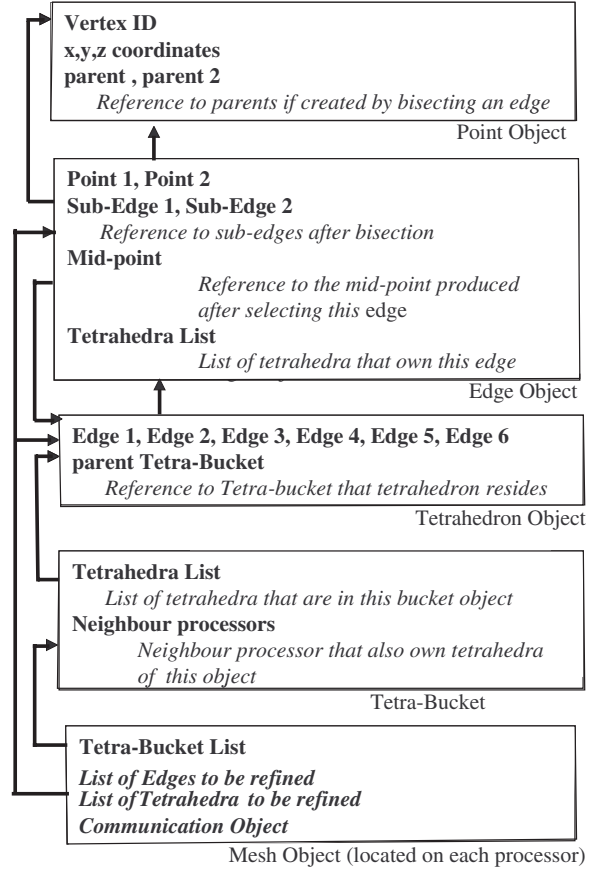 Vertex ID
x,y,z coordinates
parent , parent 2
Reference to parents if created by bisecting an edge
Point Object
Point 1, Point 2
Sub-Edge 1, Sub-Edge 2
Reference to sub-edges after bisection
Mid-point
Reference to the mid-point produced
after selecting this edge
Tetrahedra List
List of tetrahedra that own this edge
Edge Object
Edge 1, Edge 2, Edge 3, Edge 4, Edge 5, Edge 6
parent Tetra-Bucket
Reference to Tetra-bucket that tetrahedron resides
Tetrahedron Object
Tetrahedra List
List of tetrahedra that are in this bucket object
Neighbour processors
Neighbour processor that also own tetrahedra
of this object
Tetra-Bucket
Tetra-Bucket List
List of Edges to be refined
List of Tetrahedra to be refined
Communication Object
Mesh Object (located on each processor)